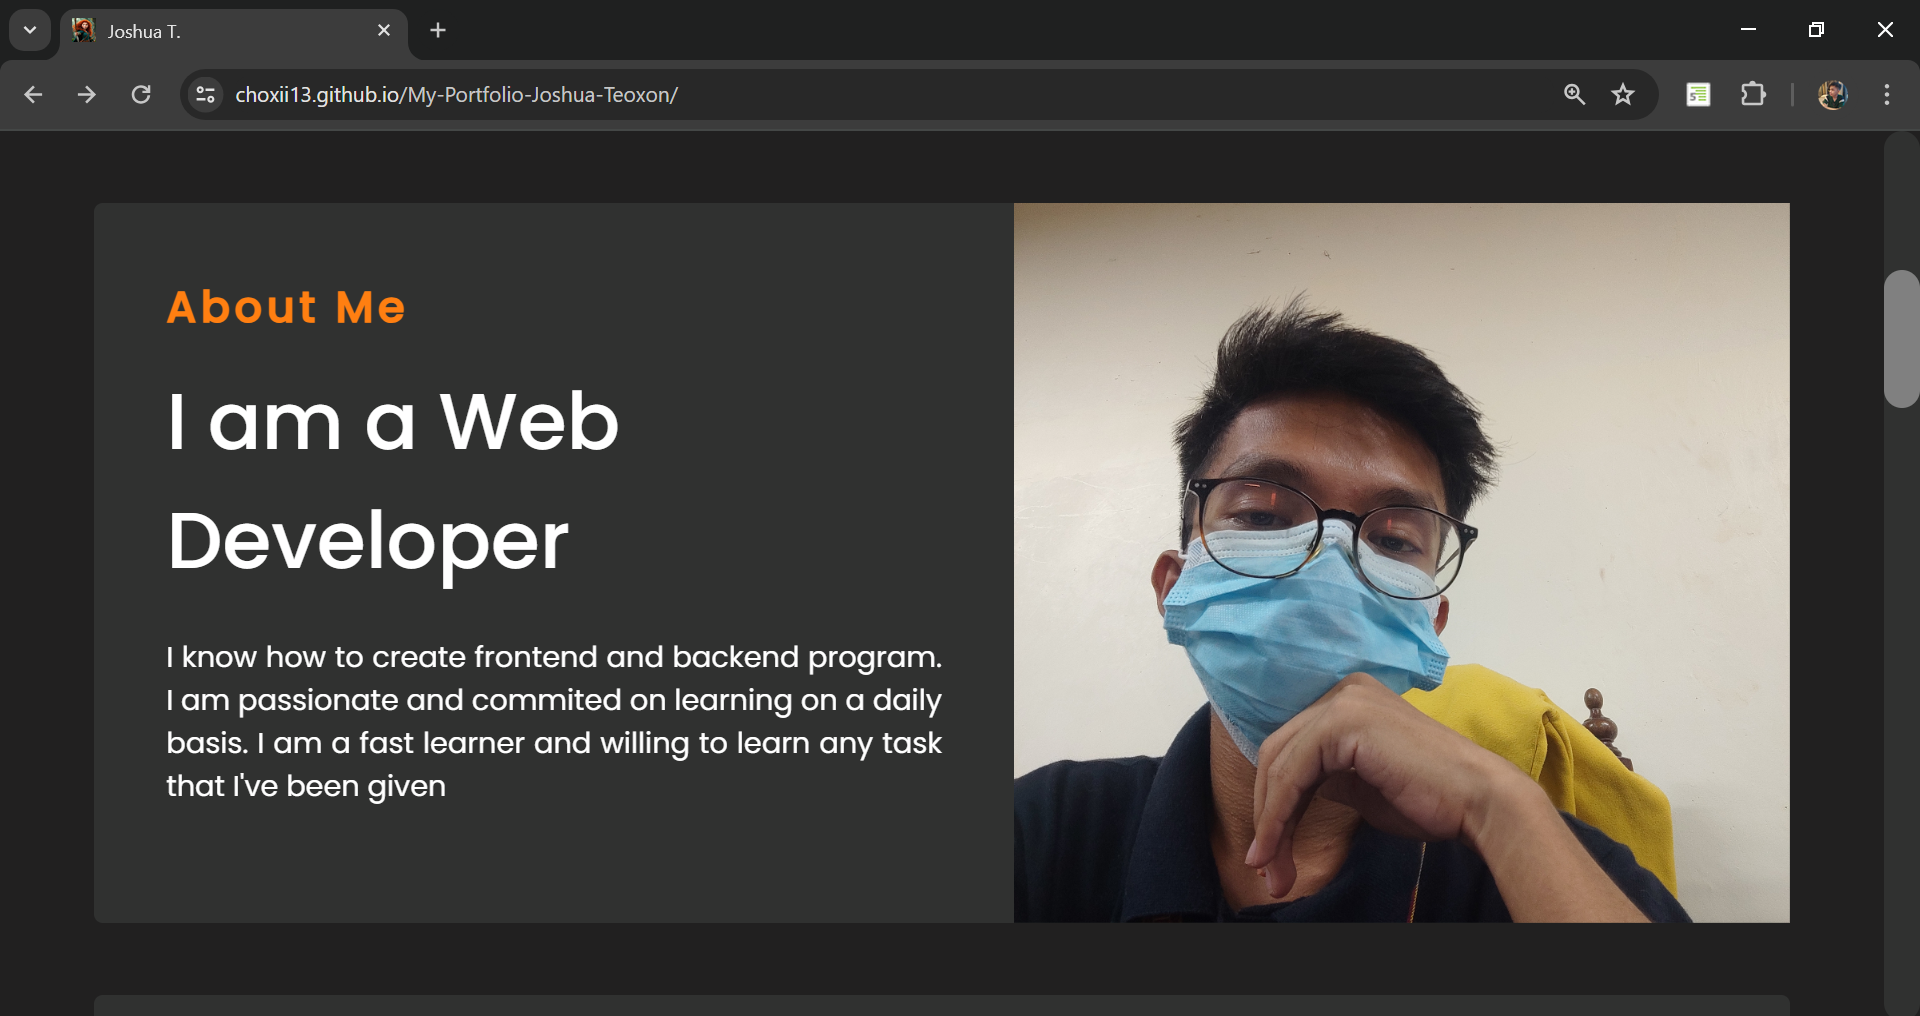 Joshua T.
choxii13.github.io/My-Portfolio-Joshua-Teoxon/
About Me
I am a Web
Developer
I know how to create frontend and backend program.
I am passionate and commited on learning on a daily
basis. I am a fast learner and willing to learn any task
that I've been given